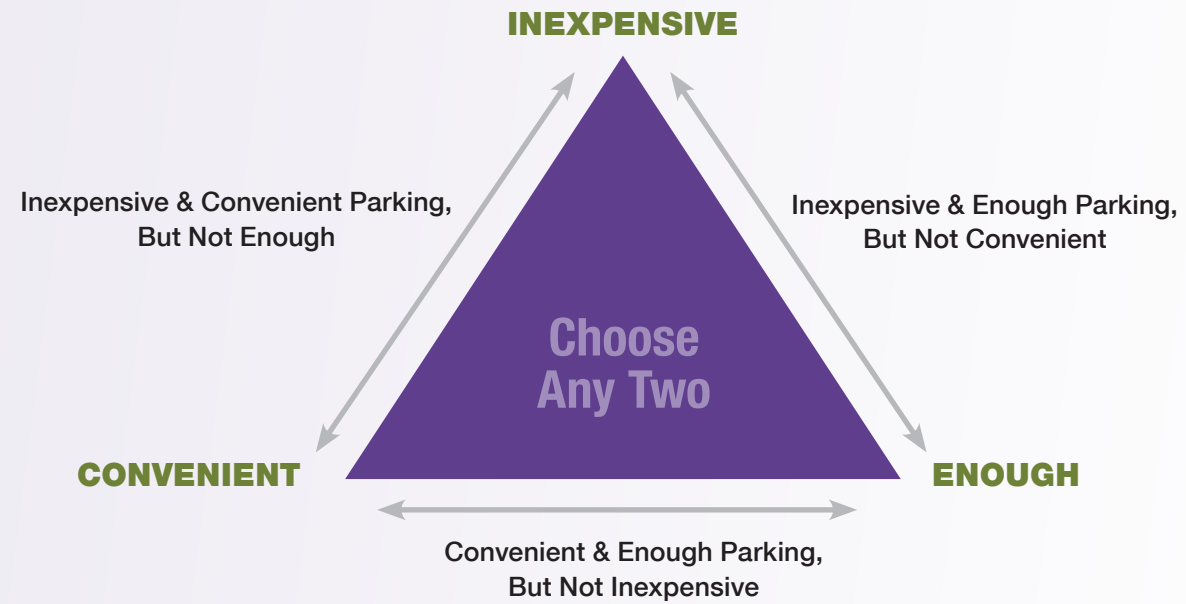 INEXPENSIVE
Inexpensive & Convenient Parking,
But Not Enough
Inexpensive & Enough Parking,
But Not Convenient
Choose
Any Two
CONVENIENT
ENOUGH
Convenient & Enough Parking,
But Not Inexpensive